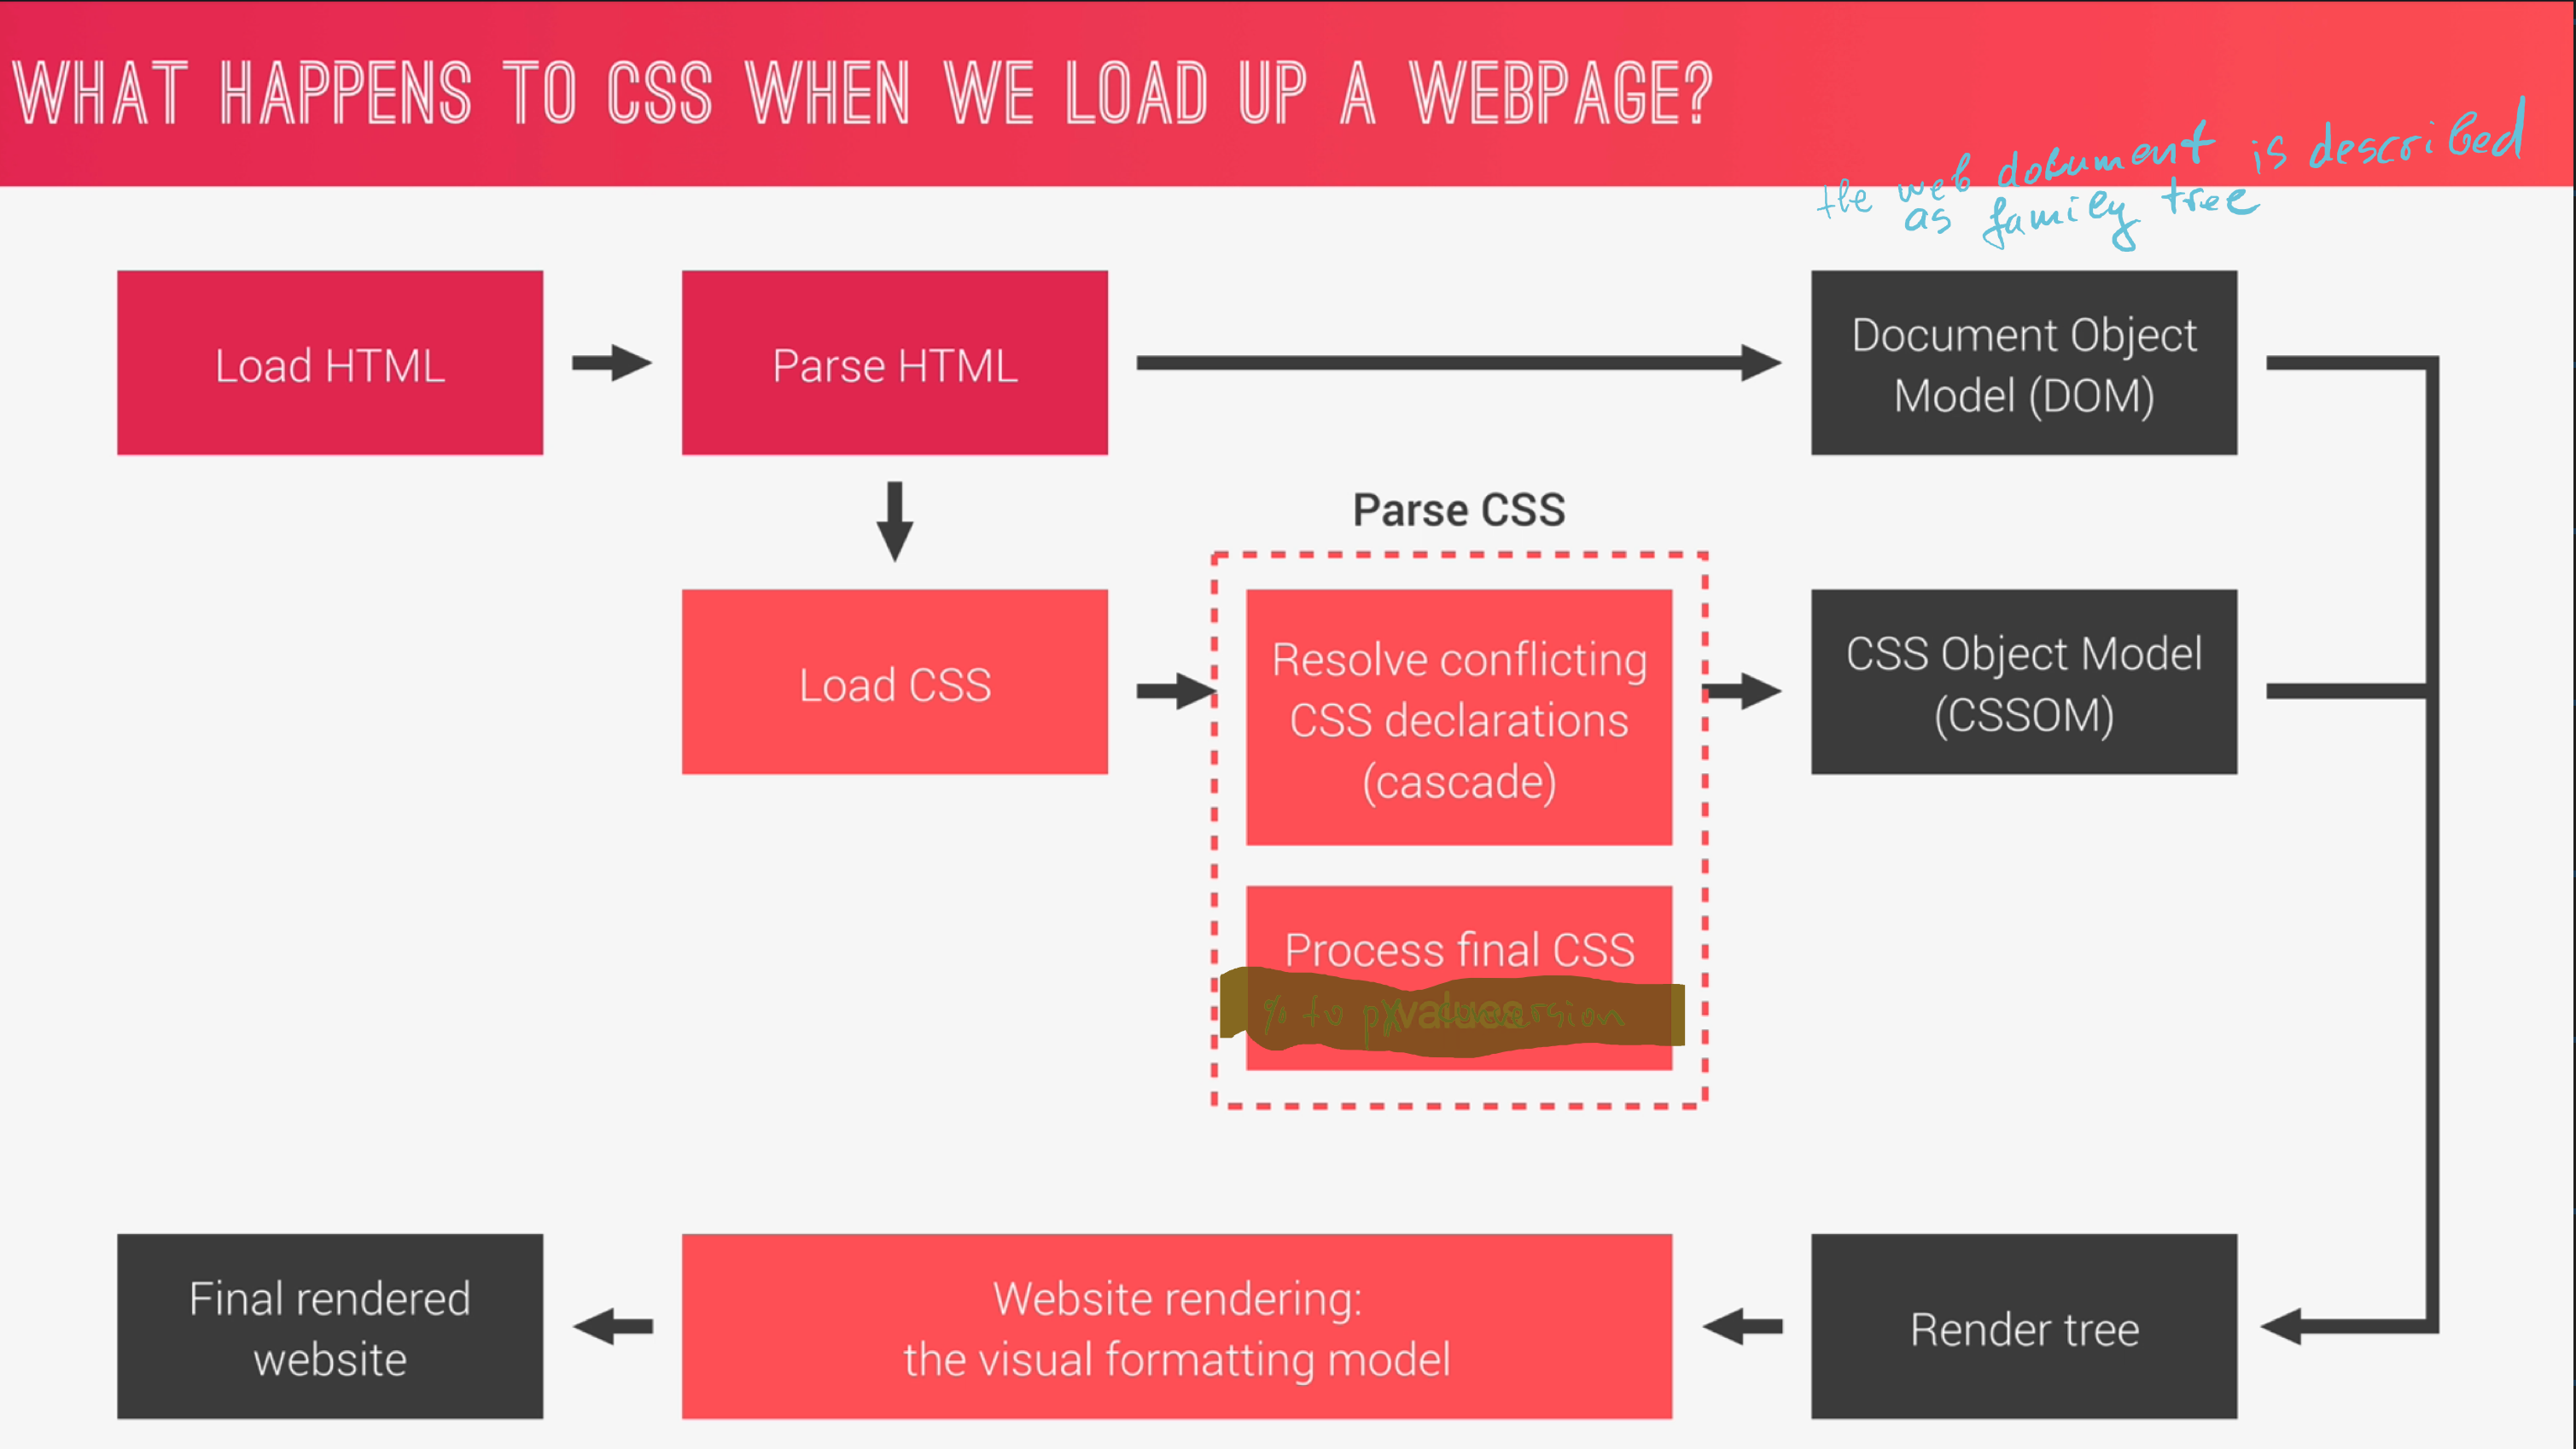 WHAT HAPPENS TO CSS WHEN WE LOAD UP A WEBPAGE?
the web dokument is described
as family tree
Load HTML
Parse HTML
Document Object
Model (DOM)
Parse CSS
Load CSS
Resolve conflicting
CSS declarations
(cascade)
CSS Object Model
(CSSOM)
Process final CSS
values
% to px conversion
Final rendered
website
Website rendering:
the visual formatting model
Render tree